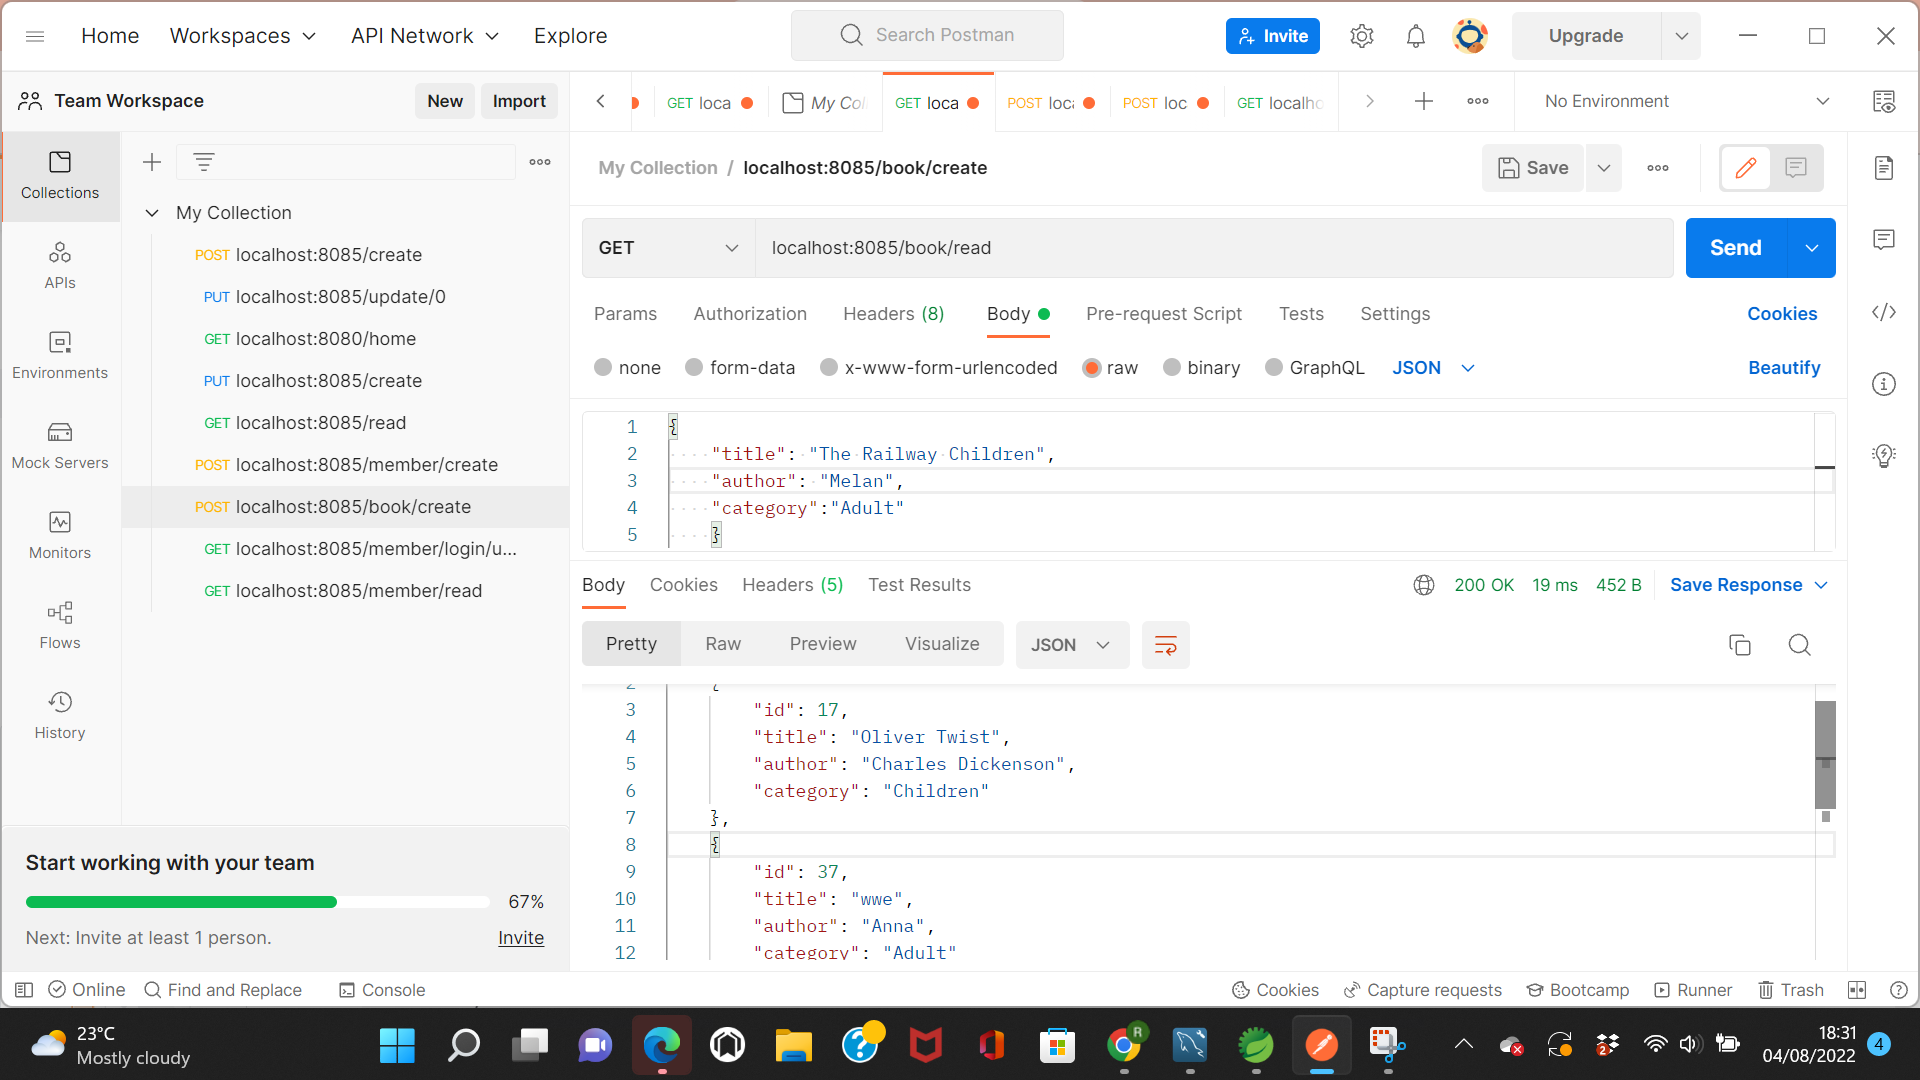 Home Workspaces API Network Explore Search Postman Invite Upgrade
Team Workspace New Import GET loca My Col GET loca POST loc POST loc GET localho No Environment
Collections
APIs
Environments
Mock Servers
Monitors
Flows
History
My Collection
POST localhost:8085/create
PUT localhost:8085/update/0
GET localhost:8080/home
PUT localhost:8085/create
GET localhost:8085/read
POST localhost:8085/member/create
POST localhost:8085/book/create
GET localhost:8085/member/login/u...
GET localhost:8085/member/read
Start working with your team
67%
Next: Invite at least 1 person. Invite
My Collection / localhost:8085/book/create Save
GET localhost:8085/book/read Send
Params Authorization Headers (8) Body Pre-request Script Tests Settings Cookies
none form-data x-www-form-urlencoded raw binary GraphQL JSON Beautify
1 {
2 "title": "The Railway Children",
3 "author": "Melan",
4 "category":"Adult"
5 }
Body Cookies Headers (5) Test Results 200 OK 19 ms 452 B Save Response
Pretty Raw Preview Visualize JSON
2 {
3 "id": 17,
4 "title": "Oliver Twist",
5 "author": "Charles Dickenson",
6 "category": "Children"
7 },
8 {
9 "id": 37,
10 "title": "wwe",
11 "author": "Anna",
12 "category": "Adult"
Online Find and Replace Console Cookies Capture requests Bootcamp Runner Trash
23°C
Mostly cloudy
R
2
18:31
04/08/2022
4